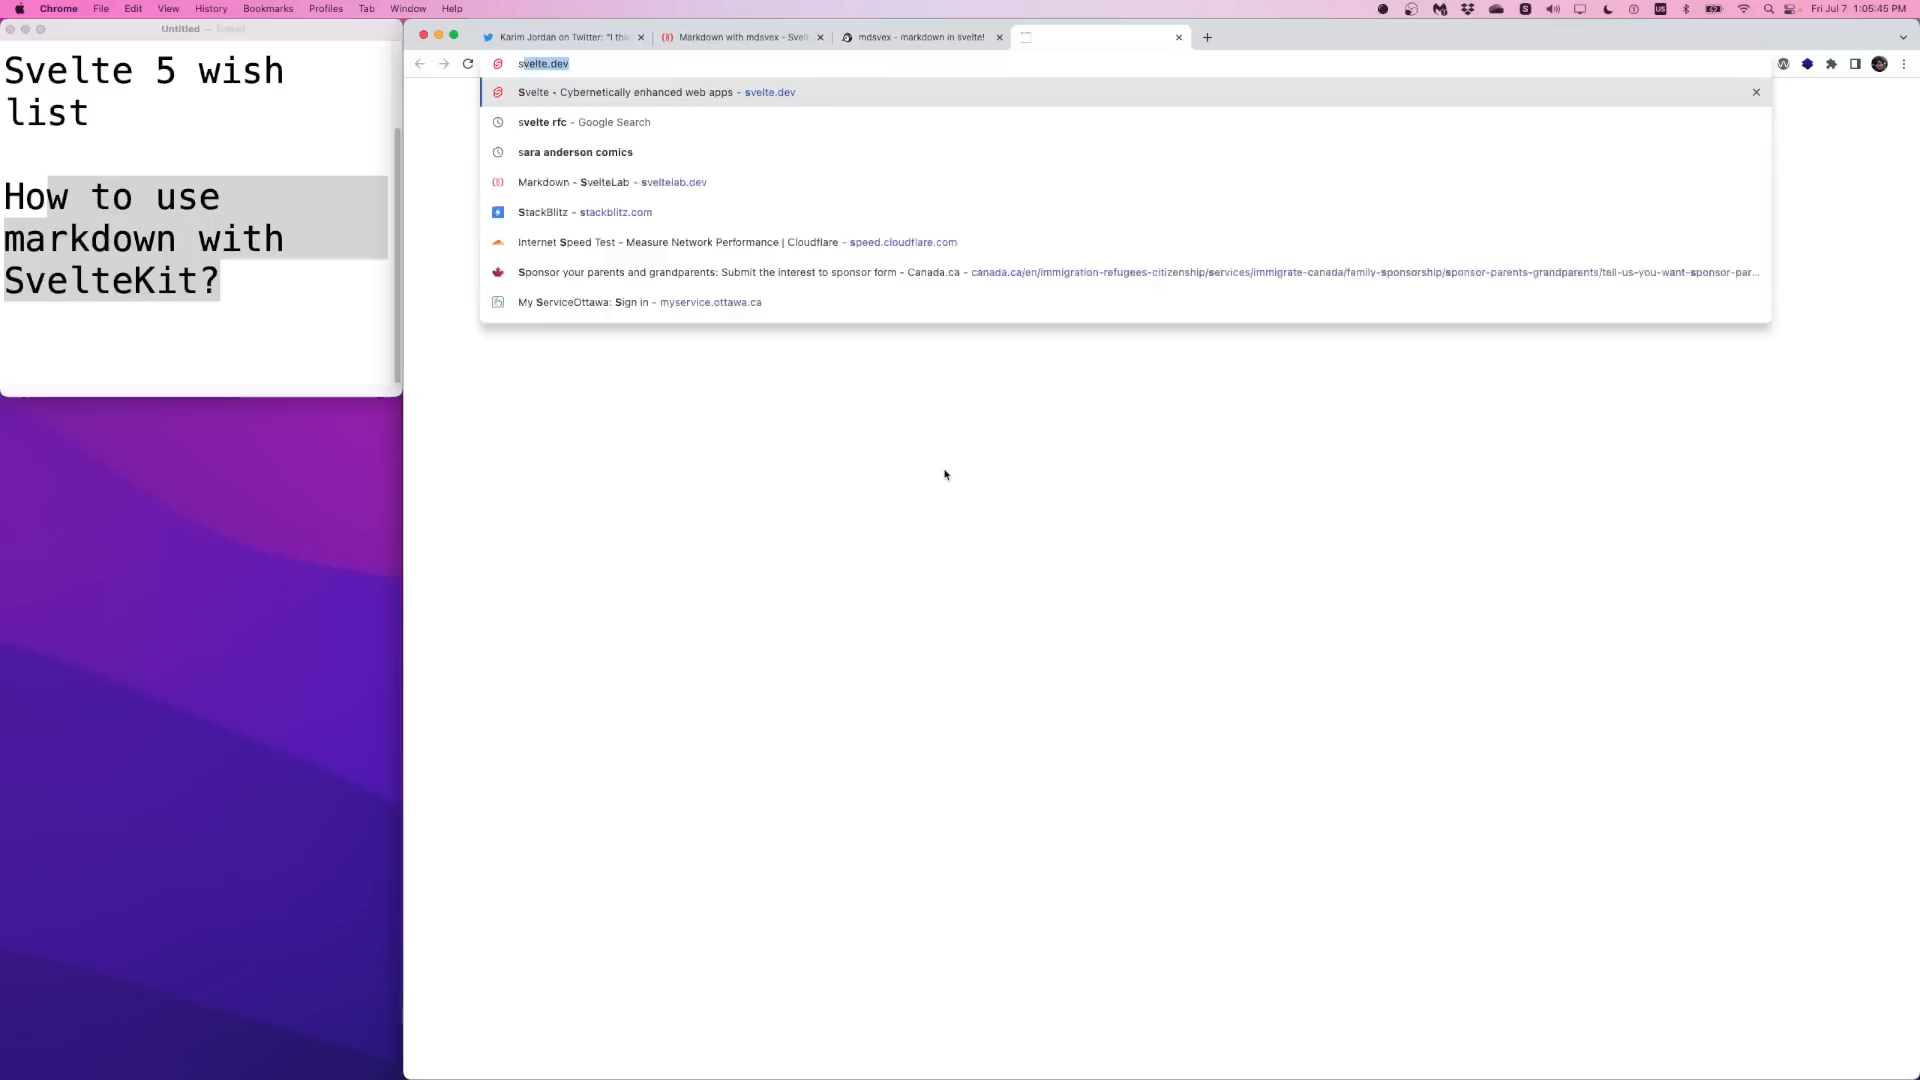 Chrome File Edit View History Bookmarks Profiles Tab Window Help
Fri Jul 7 1:05:45 PM
Untitled — Edited
Svelte 5 wish
list
How to use
markdown with
SvelteKit?
Karim Jordan on Twitter: "I thi
Markdown with mdsvex - Svel
mdsvex - markdown in svelte!
svelte.dev
Svelte - Cybernetically enhanced web apps - svelte.dev
svelte rfc - Google Search
sara anderson comics
Markdown - SvelteLab - sveltelab.dev
StackBlitz - stackblitz.com
Internet Speed Test - Measure Network Performance | Cloudflare - speed.cloudflare.com
Sponsor your parents and grandparents: Submit the interest to sponsor form - Canada.ca - canada.ca/en/immigration-refugees-citizenship/services/immigrate-canada/family-sponsorship/sponsor-parents-grandparents/tell-us-you-want-sponsor-par...
My ServiceOttawa: Sign in - myservice.ottawa.ca